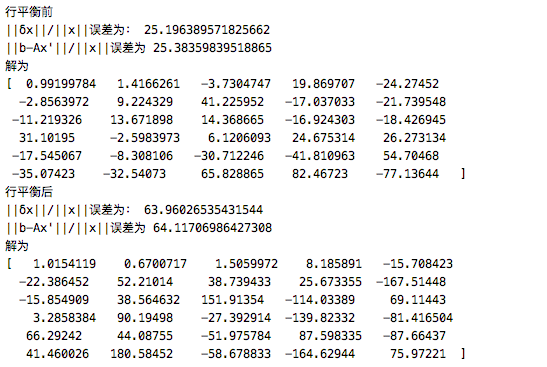 行平衡前
||δx||/||x||误差为： 25.196389571825662
||b-Ax'||/||x||误差为 25.38359839518865
解为
[  0.99199784   1.4166261   -3.7304747   19.869707   -24.27452
  -2.8563972    9.224329    41.225952   -17.037033   -21.739548
 -11.219326    13.671898    14.368665   -16.924303   -18.426945
  31.10195     -2.5983973    6.1206093   24.675314    26.273134
 -17.545067    -8.308106   -30.712246   -41.810963    54.70468
 -35.07423    -32.54073     65.828865    82.46723    -77.13644   ]
行平衡后
||δx||/||x||误差为： 63.96026535431544
||b-Ax'||/||x||误差为 64.11706986427308
解为
[   1.0154119    0.6700717    1.5059972    8.185891   -15.708423
  -22.386452    52.21014     38.739433    25.673355  -167.51448
  -15.854909    38.564632   151.91354   -114.03389     69.11443
    3.2858384   90.19498    -27.392914  -139.82332    -81.416504
   66.29242     44.08755    -51.975784    87.598335   -87.66437
   41.460026   180.58452    -58.678833  -164.62944     75.97221  ]